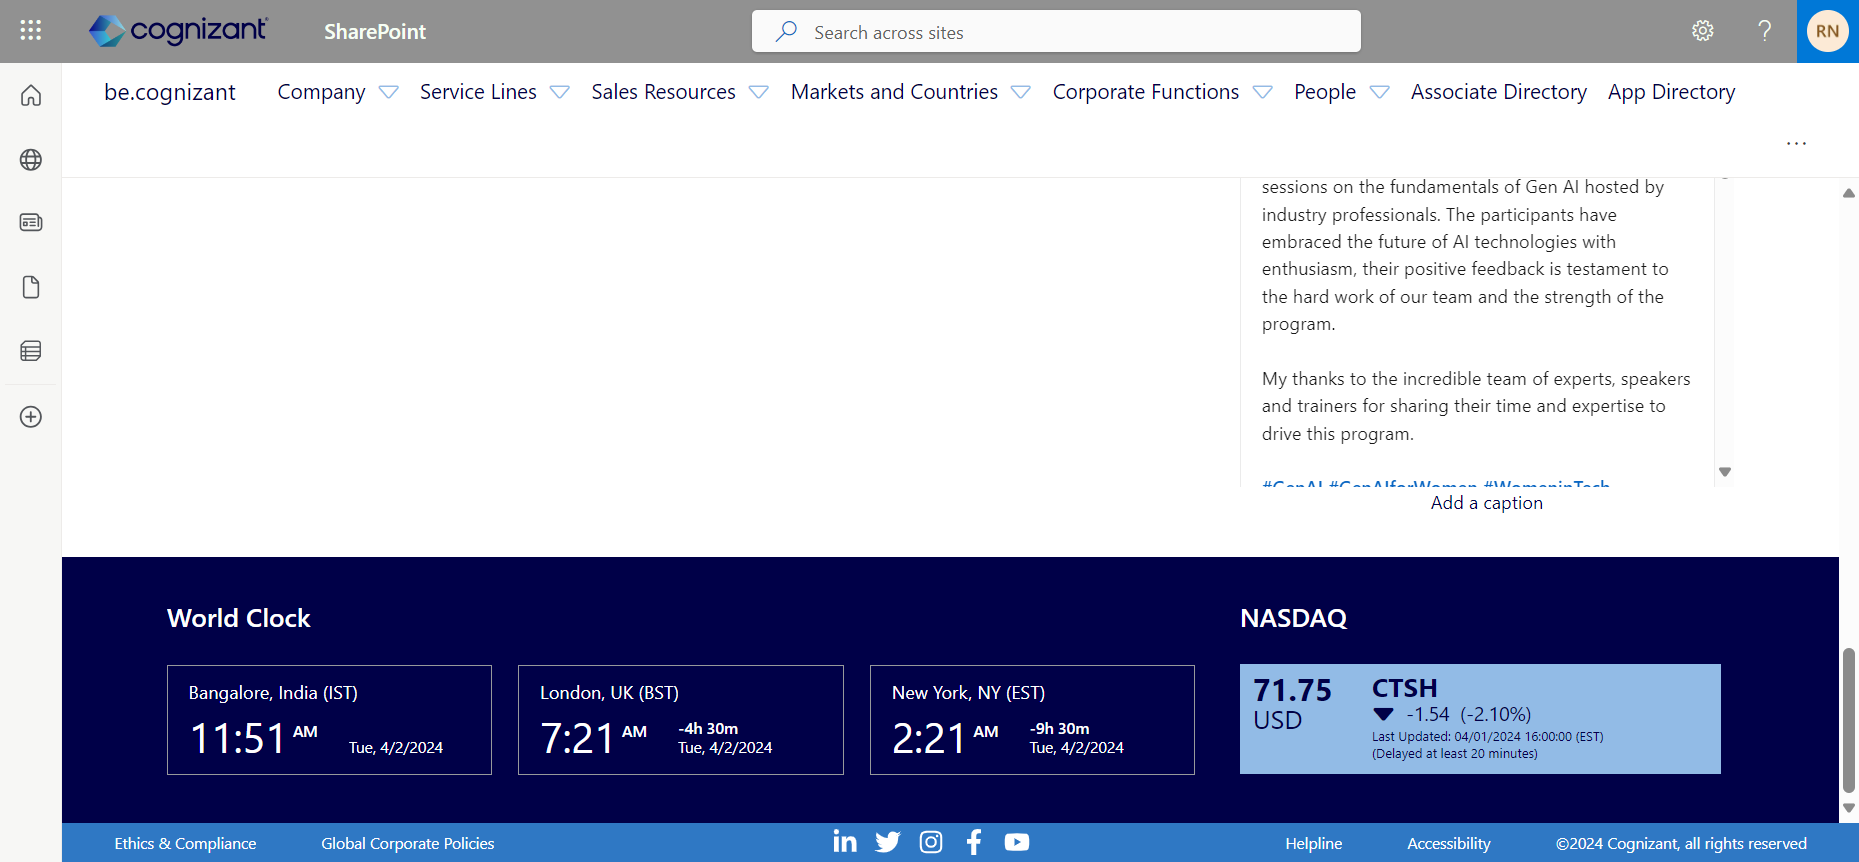 cognizant
SharePoint
Search across sites
?
RN
be.cognizant
Company
Service Lines
Sales Resources
Markets and Countries
Corporate Functions
People
Associate Directory
App Directory
...
sessions on the fundamentals of Gen AI hosted by
industry professionals. The participants have
embraced the future of AI technologies with
enthusiasm, their positive feedback is testament to
the hard work of our team and the strength of the
program.
My thanks to the incredible team of experts, speakers
and trainers for sharing their time and expertise to
drive this program.
#GenAI #GenAIforWomen #WomeninTech
Add a caption
World Clock
Bangalore, India (IST)
11:51 AM
Tue, 4/2/2024
London, UK (BST)
7:21 AM
-4h 30m
Tue, 4/2/2024
New York, NY (EST)
2:21 AM
-9h 30m
Tue, 4/2/2024
NASDAQ
71.75
USD
CTSH
-1.54 (-2.10%)
Last Updated: 04/01/2024 16:00:00 (EST)
(Delayed at least 20 minutes)
Ethics & Compliance
Global Corporate Policies
Helpline
Accessibility
©2024 Cognizant, all rights reserved